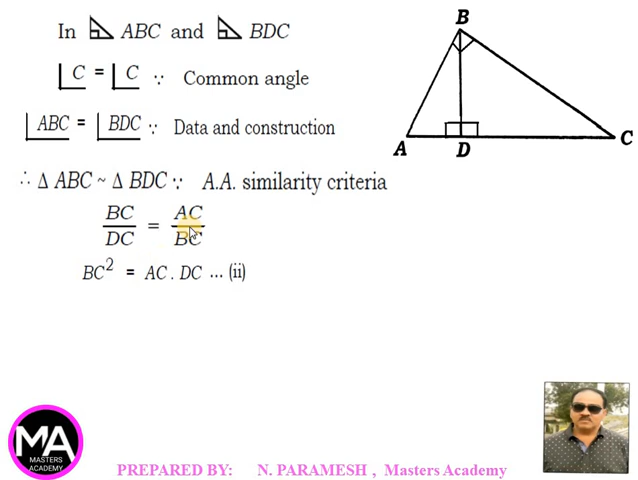 In ⊿ ABC and ⊿ BDC
∠C = ∠C ∵ Common angle
∠ABC = ∠BDC ∵ Data and construction
∴ Δ ABC ~ Δ BDC ∵ A.A. similarity criteria
BC/DC = AC/BC
BC² = AC . DC ... (ii)
B
A D C
MA
MASTERS
ACADEMY
PREPARED BY: N. PARAMESH , Masters Academy